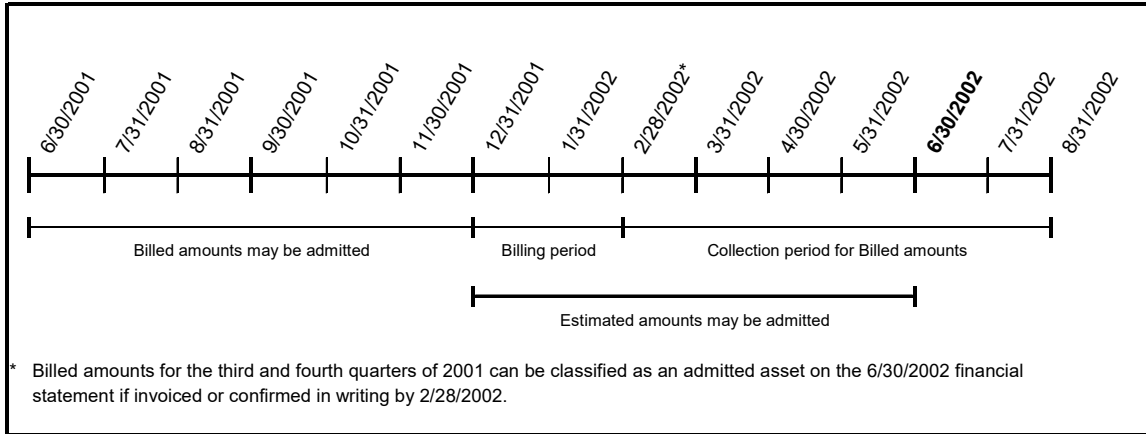 6/30/2001
7/31/2001
8/31/2001
9/30/2001
10/31/2001
11/30/2001
12/31/2001
1/31/2002
2/28/2002*
3/31/2002
4/30/2002
5/31/2002
6/30/2002
7/31/2002
8/31/2002
Billed amounts may be admitted
Billing period
Collection period for Billed amounts
Estimated amounts may be admitted
* Billed amounts for the third and fourth quarters of 2001 can be classified as an admitted asset on the 6/30/2002 financial
statement if invoiced or confirmed in writing by 2/28/2002.